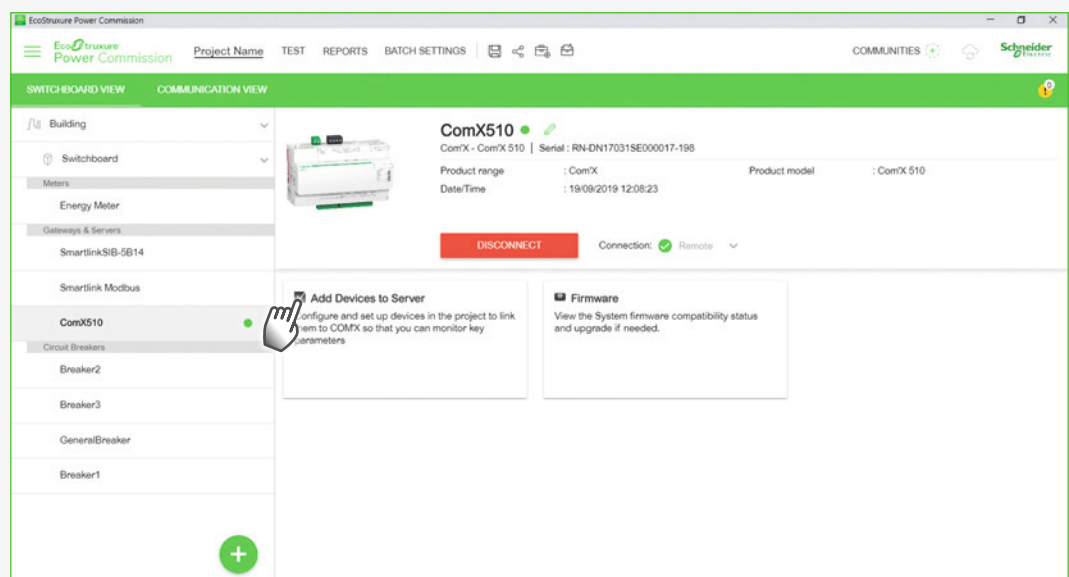 EcoStruxure Power Commission
EcoStruxure
Power Commission
Project Name TEST REPORTS BATCH SETTINGS COMMUNITIES
Schneider
Electric
SWITCHBOARD VIEW COMMUNICATION VIEW
0
Building
Switchboard
Meters
Energy Meter
Gateways & Servers
SmartlinkSIB-5B14
Smartlink Modbus
ComX510
Circuit Breakers
Breaker2
Breaker3
GeneralBreaker
Breaker1
ComX510
Com'X - Com'X 510 | Serial : RN-DN17031SE000017-198
Product range : Com'X Product model : Com'X 510
Date/Time : 19/09/2019 12:08:23
DISCONNECT Connection: Remote
Add Devices to Server
Configure and set up devices in the project to link
them to COM'X so that you can monitor key
parameters
Firmware
View the System firmware compatibility status
and upgrade if needed.